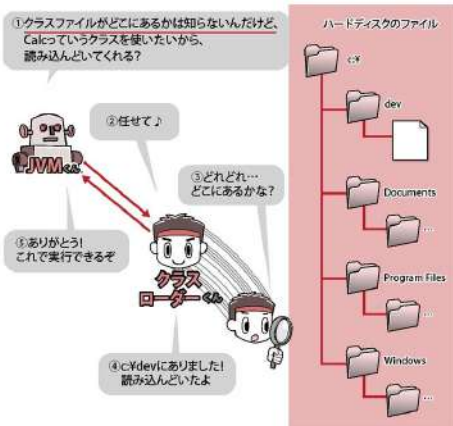 ①クラスファイルがどこにあるかは知らないんだけど、
Calcっていうクラスを使いたいから、
読み込んどいてくれる?
②任せて♪
JVMくん
③どれどれ…
どこにあるかな?
⑤ありがとう!
これで実行できるぞ
クラス
ローダーくん
④c:¥devにありました!
読み込んどいたよ
ハードディスクのファイル
c:¥
dev
Documents
…
Program Files
…
Windows
…